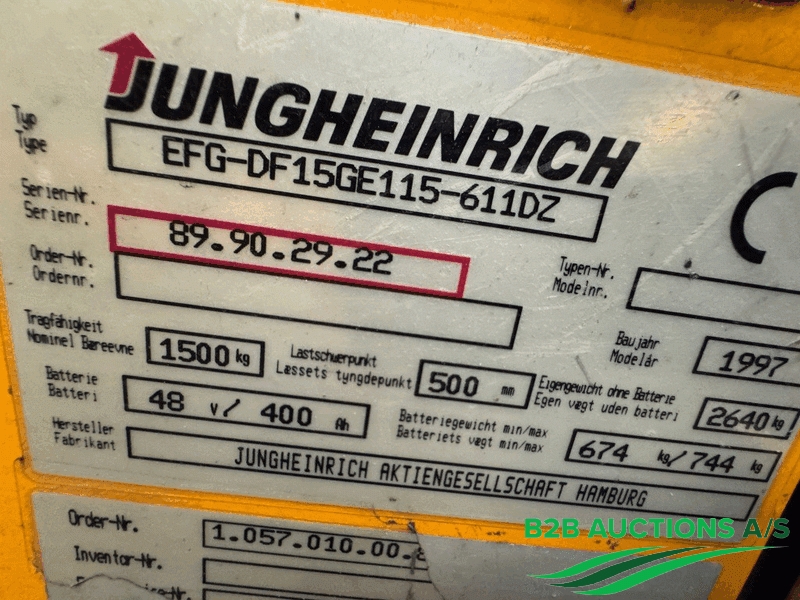 JUNGHEINRICH
Typ
Type
EFG-DF15GE115-611DZ
Serien-Nr.
Serienr.
89.90.29.22
Order-Nr.
Ordernr.
Typen-Nr.
Modelnr.
Tragfähigkeit
Nominel Bæreevne
1500 kg
Lastschwerpunkt
Læssets tyngdepunkt
500 mm
Baujahr
Modelår
1997
Batterie
Batteri
48 V/ 400 Ah
Eigengewicht ohne Batterie
Egen vægt uden batteri
2640 kg
Batteriegewicht min/max
Batteriets vægt min/max
674 kg/744 kg
Hersteller
Fabrikant
JUNGHEINRICH AKTIENGESELLSCHAFT HAMBURG
Order-Nr.
1.057.010.00.
Inventar-Nr.
B2B AUCTIONS A/S